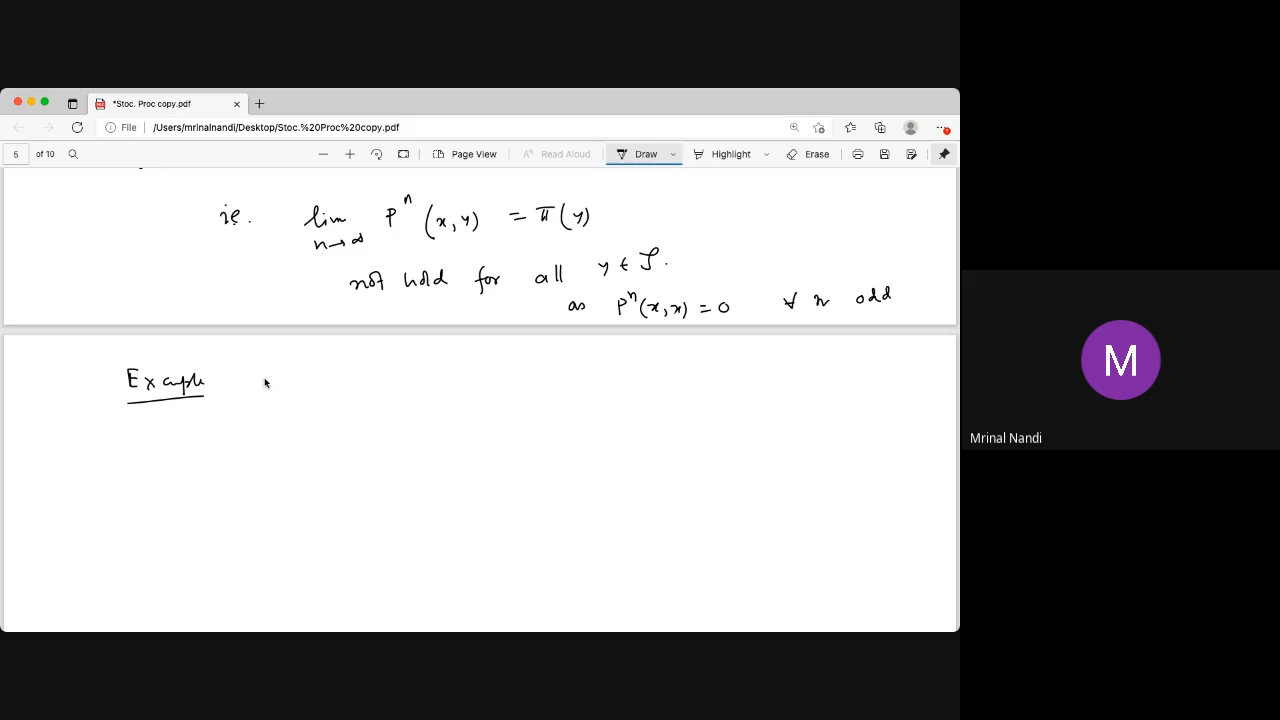 *Stoc. Proc copy.pdf
File /Users/mrinalnandi/Desktop/Stoc.%20Proc%20copy.pdf
5 of 10 Page View Read Aloud Draw Highlight Erase
ie. lim P^n (x,y) = π(y)
n→∞
not hold for all y ∈ 𝒮.
as P^n(x,x) = 0 ∀ n odd
Example
M
Mrinal Nandi